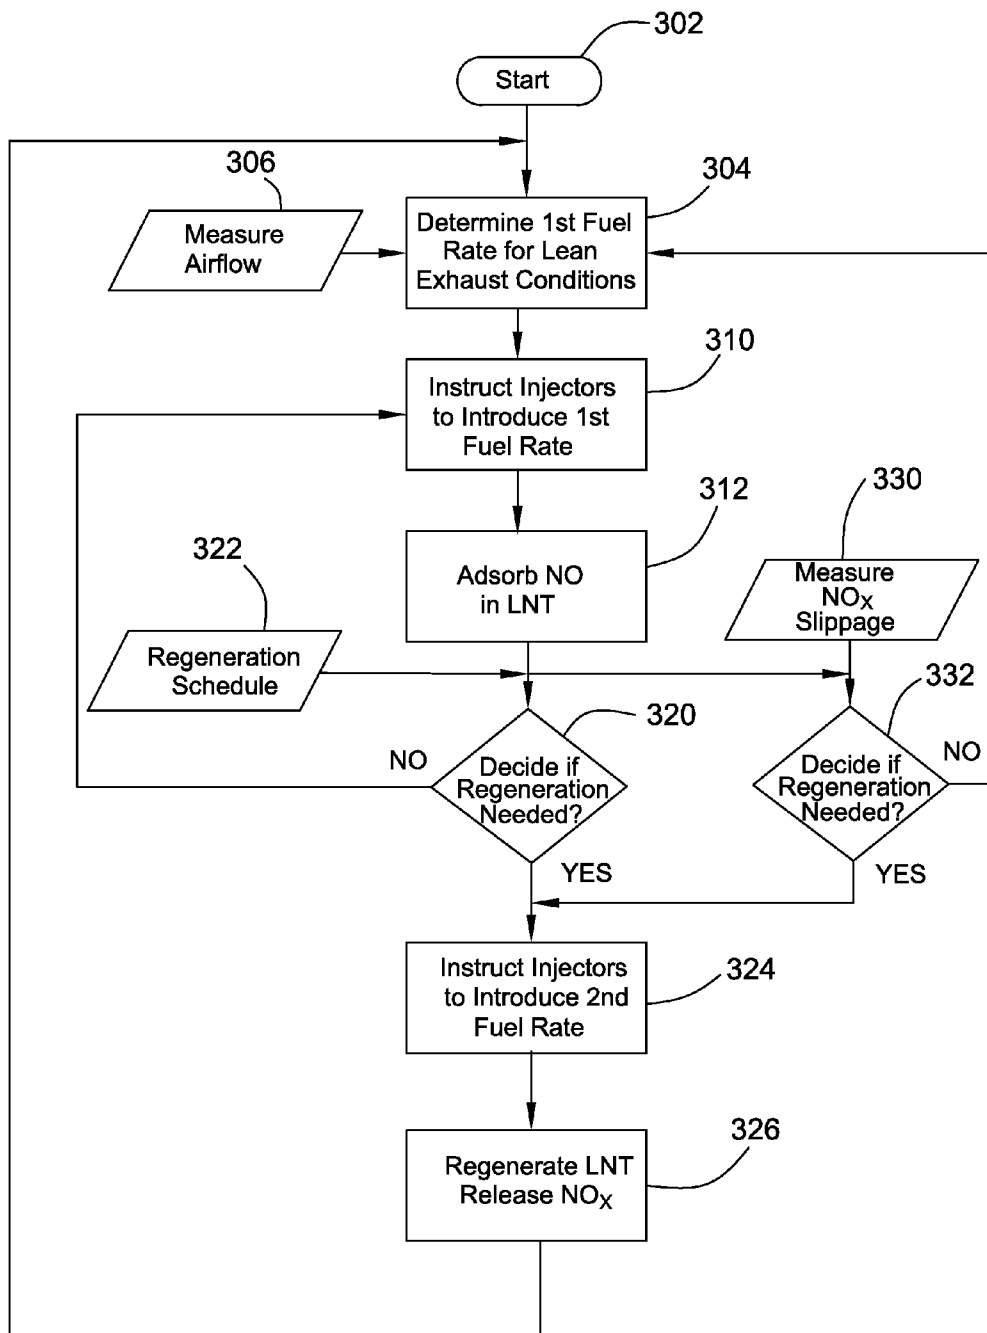 302
Start
306
304
Measure
Airflow
Determine 1st Fuel
Rate for Lean
Exhaust Conditions
310
Instruct Injectors
to Introduce 1st
Fuel Rate
312
330
Adsorb NO
in LNT
Measure
NOX
Slippage
322
Regeneration
Schedule
320
332
NO
Decide if
Regeneration
Needed?
NO
Decide if
Regeneration
Needed?
YES
YES
324
Instruct Injectors
to Introduce 2nd
Fuel Rate
326
Regenerate LNT
Release NOX